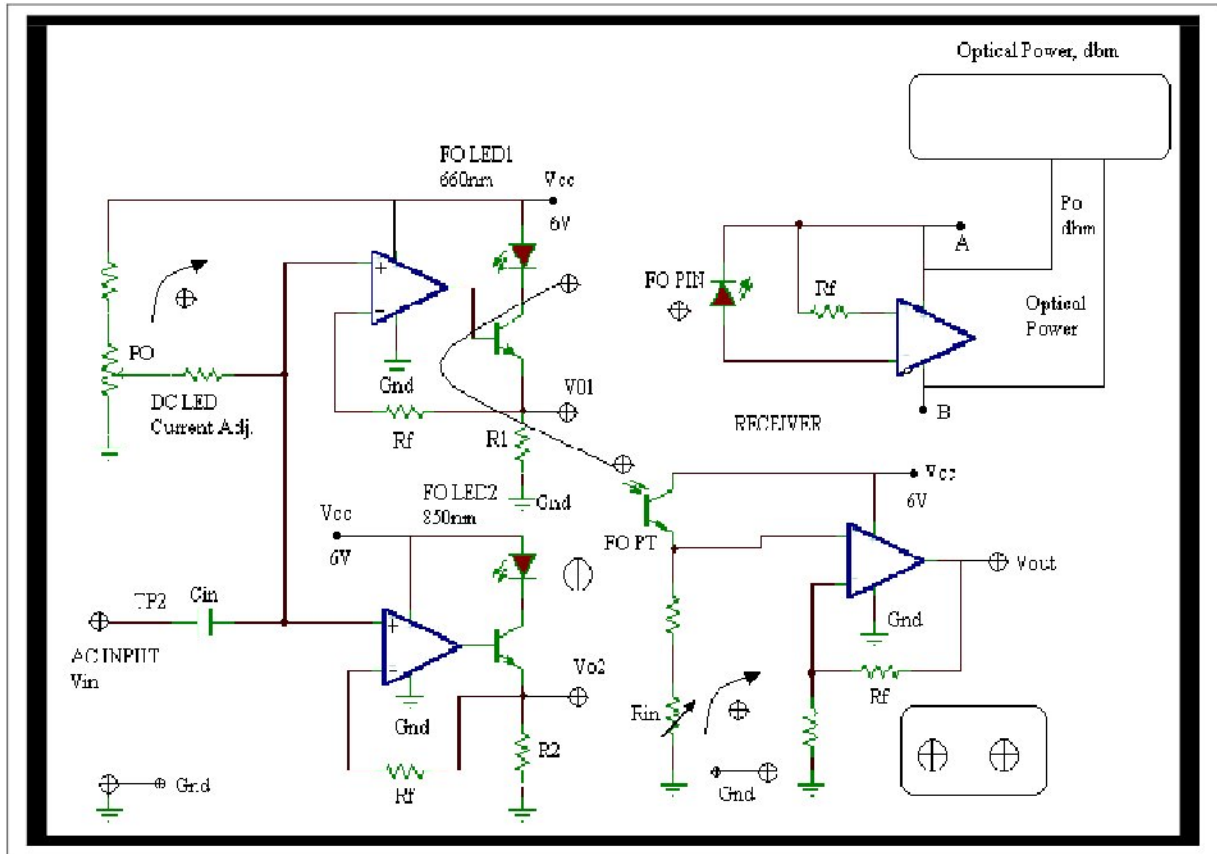 Optical Power, dbm
FO LED1
660nm
Vcc
6V
Po
dbm
A
FO PIN
Rf
Optical
Power
+
−
PO
Gnd
DC LED
Current Adj.
Rf
V01
R1
B
RECEIVER
Gnd
FO LED2
850nm
Vcc
6V
Vcc
6V
FO PT
Vout
TP2
Cin
+
−
AC INPUT
Vin
Gnd
Vo2
Gnd
Rf
Rin
R2
Gnd
Rf
Gnd